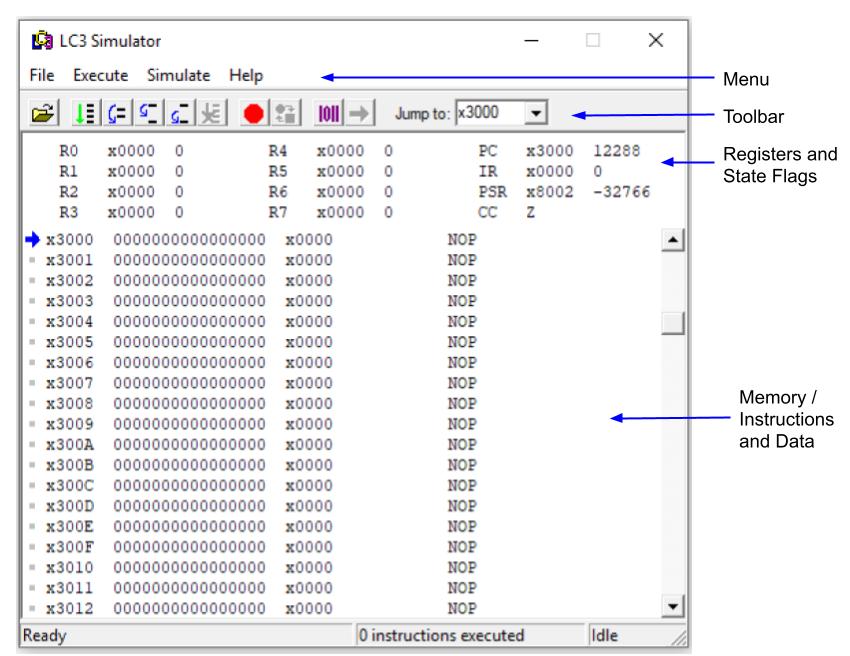 LC3 Simulator
File Execute Simulate Help
Menu
Jump to: x3000
Toolbar
R0 x0000 0 R4 x0000 0 PC x3000 12288
R1 x0000 0 R5 x0000 0 IR x0000 0
R2 x0000 0 R6 x0000 0 PSR x8002 -32766
R3 x0000 0 R7 x0000 0 CC Z
Registers and
State Flags
x3000 0000000000000000 x0000 NOP
x3001 0000000000000000 x0000 NOP
x3002 0000000000000000 x0000 NOP
x3003 0000000000000000 x0000 NOP
x3004 0000000000000000 x0000 NOP
x3005 0000000000000000 x0000 NOP
x3006 0000000000000000 x0000 NOP
x3007 0000000000000000 x0000 NOP
x3008 0000000000000000 x0000 NOP
x3009 0000000000000000 x0000 NOP
x300A 0000000000000000 x0000 NOP
x300B 0000000000000000 x0000 NOP
x300C 0000000000000000 x0000 NOP
x300D 0000000000000000 x0000 NOP
x300E 0000000000000000 x0000 NOP
x300F 0000000000000000 x0000 NOP
x3010 0000000000000000 x0000 NOP
x3011 0000000000000000 x0000 NOP
x3012 0000000000000000 x0000 NOP
Memory /
Instructions
and Data
Ready 0 instructions executed Idle